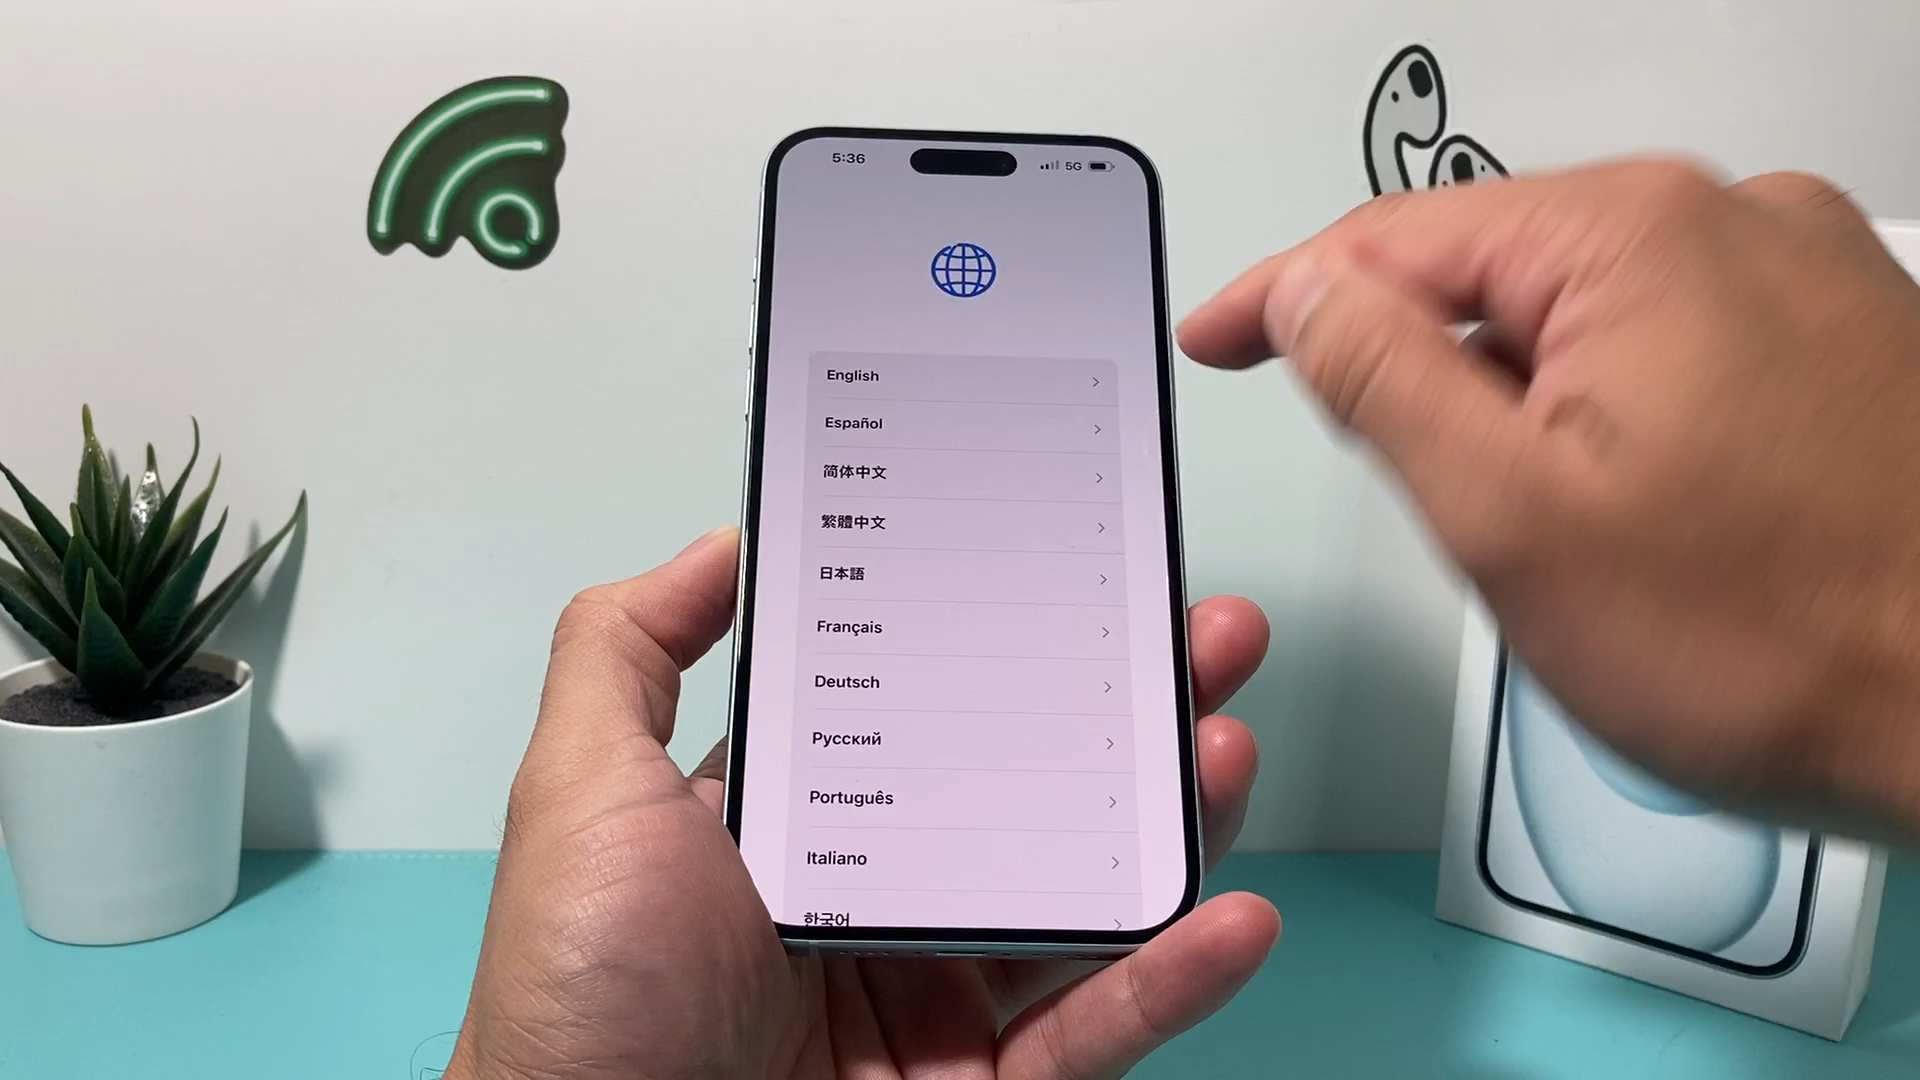 5:36
5G
English
Español
简体中文
繁體中文
日本語
Français
Deutsch
Русский
Português
Italiano
한국어